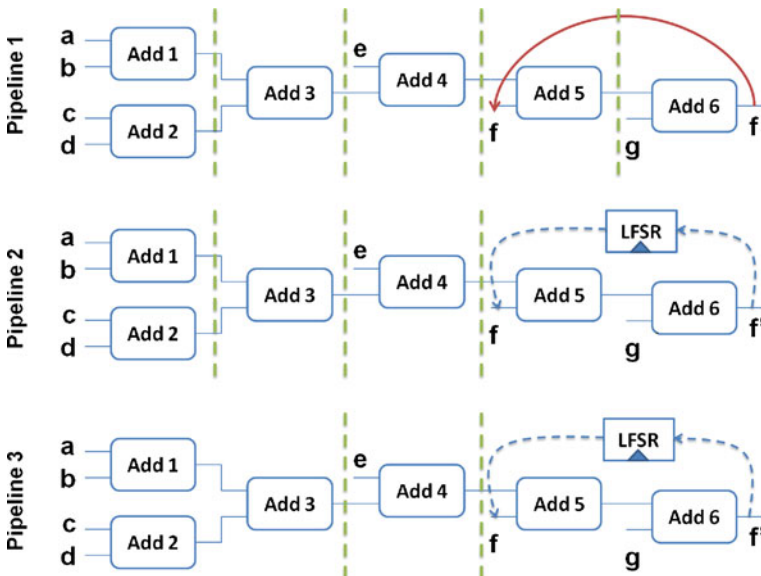 Pipeline 1
a
b
c
d
Add 1
Add 2
Add 3
e
Add 4
f
Add 5
g
Add 6
f'
Pipeline 2
a
b
c
d
Add 1
Add 2
Add 3
e
Add 4
LFSR
f
Add 5
g
Add 6
f'
Pipeline 3
a
b
c
d
Add 1
Add 2
Add 3
e
Add 4
LFSR
f
Add 5
g
Add 6
f'